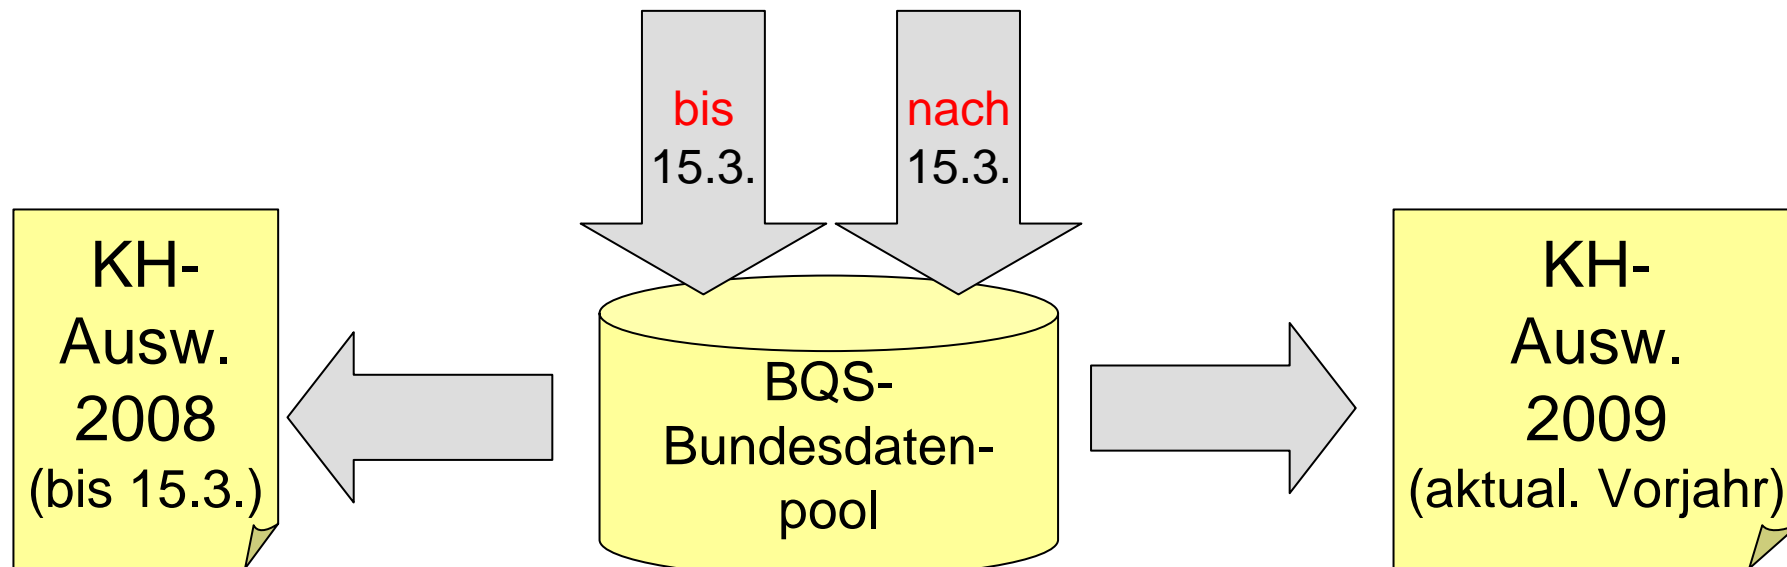 bis
15.3.
nach
15.3.
KH-
Ausw.
2008
(bis 15.3.)
BQS-
Bundesdaten-
pool
KH-
Ausw.
2009
(aktual. Vorjahr)